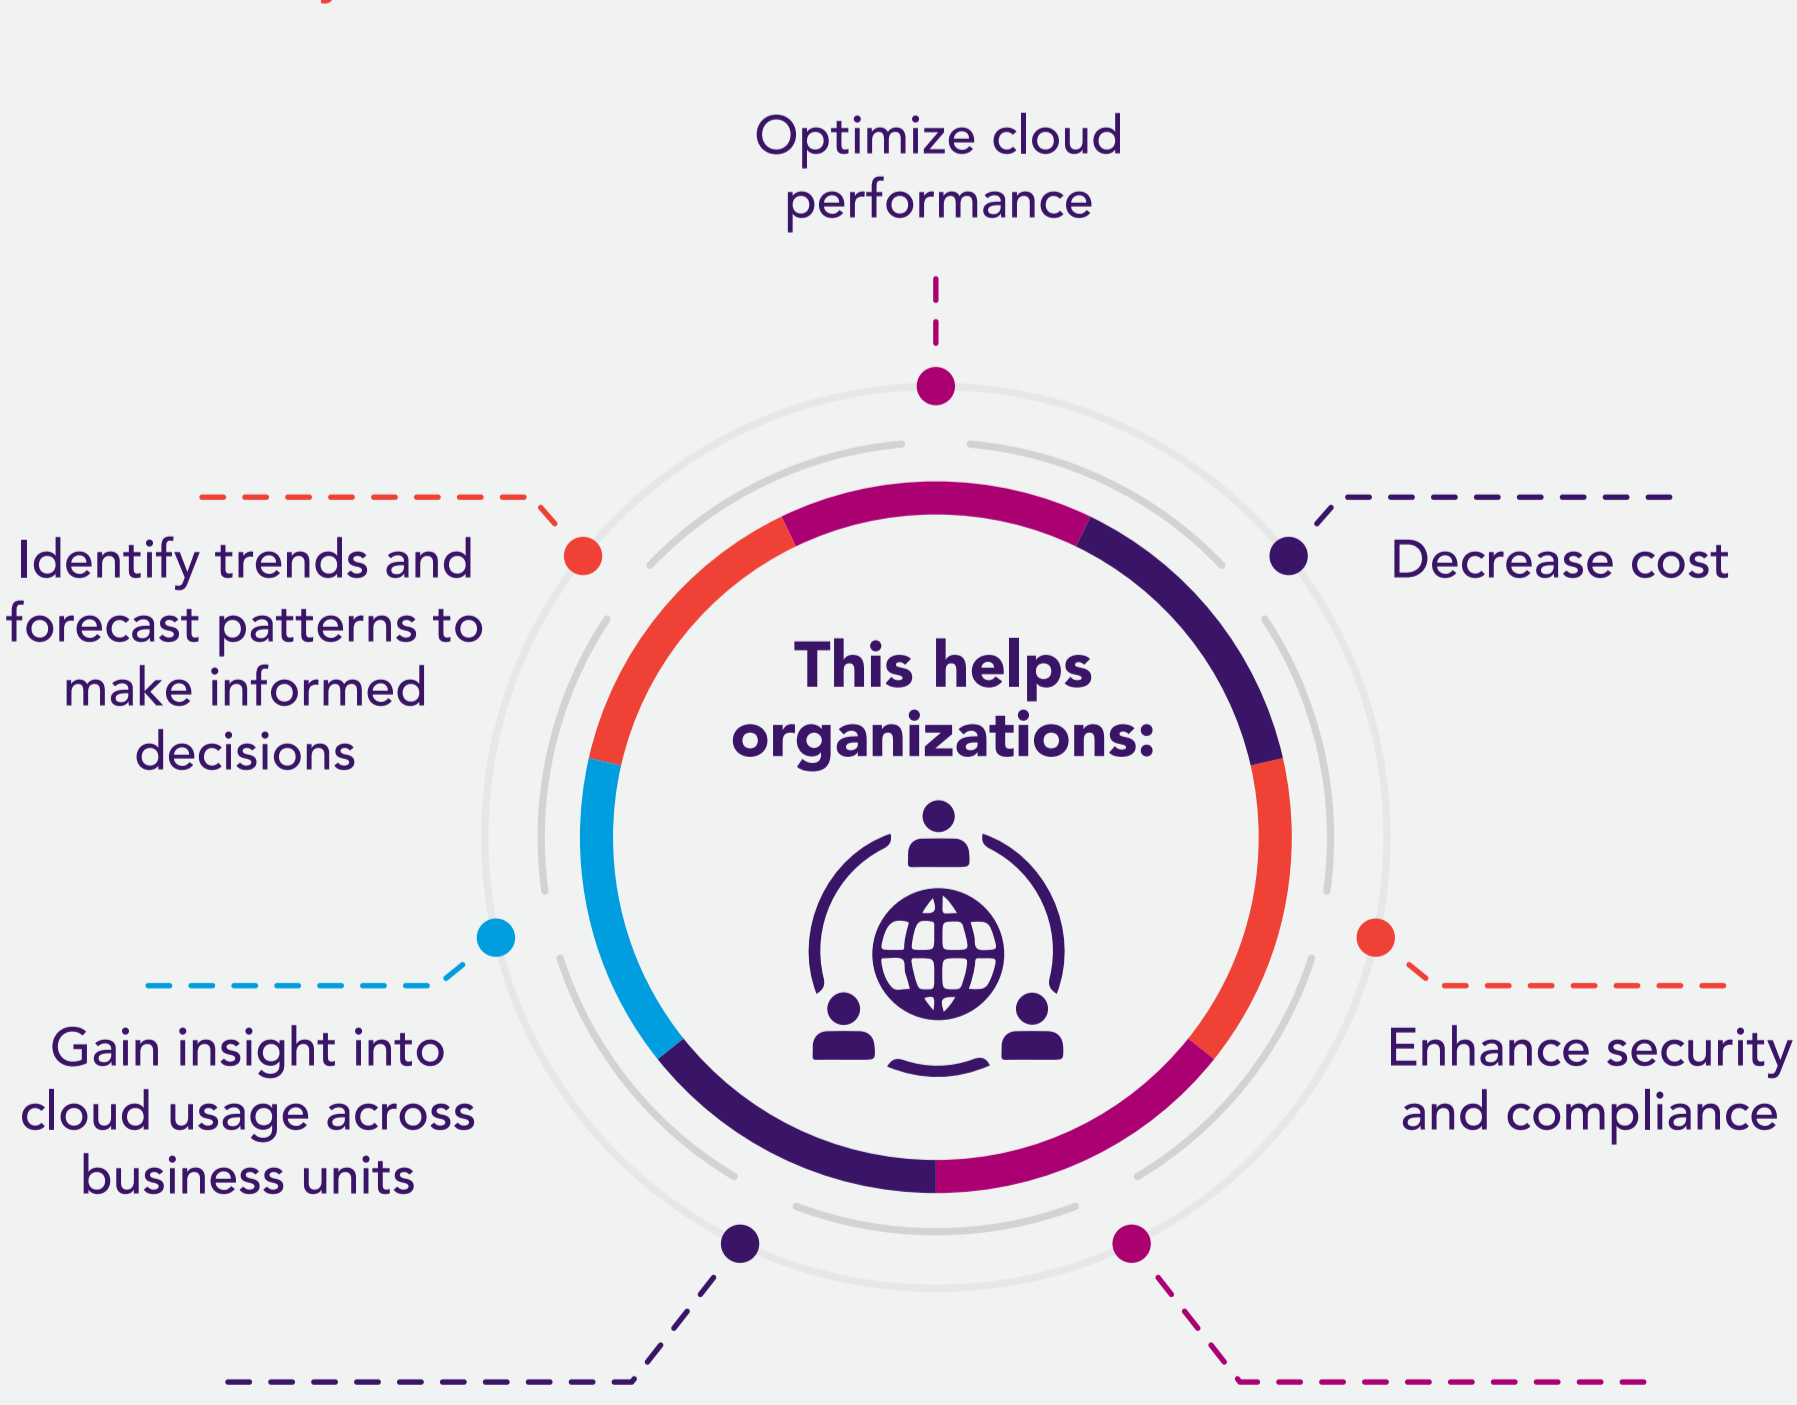 Optimize cloud
performance
Identify trends and
forecast patterns to
make informed
decisions
Decrease cost
This helps
organizations:
Gain insight into
cloud usage across
business units
Enhance security
and compliance